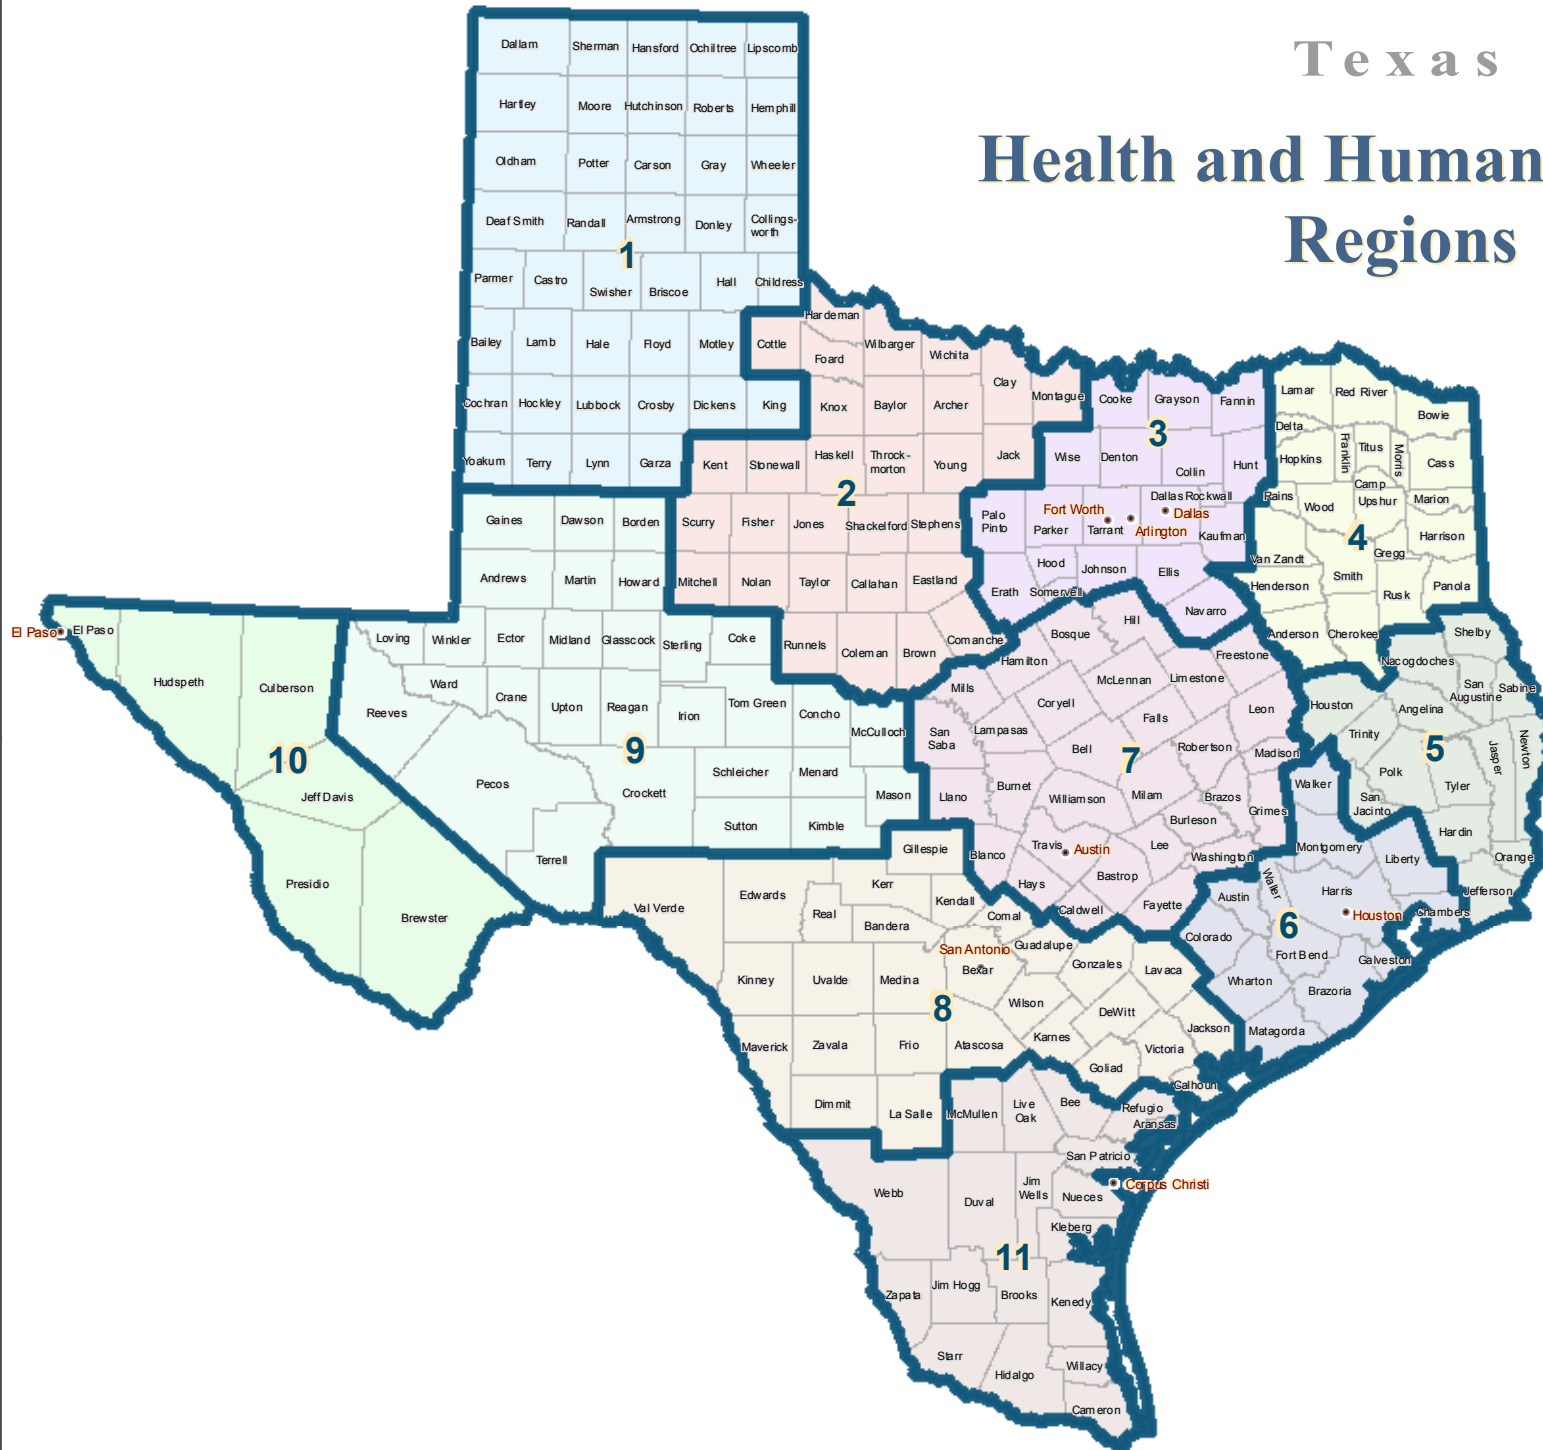 Texas
Health and Human
Regions
Dallam
Sherman
Hansford
Ochiltree
Lipscomb
Hartley
Moore
Hutchinson
Roberts
Hemphill
Oldham
Potter
Carson
Gray
Wheeler
Deaf Smith
Randall
Armstrong
Donley
Collings-
worth
1
Parmer
Castro
Swisher
Briscoe
Hall
Childress
Bailey
Lamb
Hale
Floyd
Motley
Cochran
Hockley
Lubbock
Crosby
Dickens
King
Yoakum
Terry
Lynn
Garza
Cottle
Hardeman
Foard
Wilbarger
Wichita
Clay
Montague
Knox
Baylor
Archer
Jack
Kent
Stonewall
Haskell
Throck-
morton
Young
2
Scurry
Fisher
Jones
Shackelford
Stephens
Mitchell
Nolan
Taylor
Callahan
Eastland
Runnels
Coleman
Brown
Comanche
Cooke
Grayson
Fannin
3
Wise
Denton
Collin
Hunt
Palo
Pinto
Parker
Fort Worth
Tarrant
Arlington
Dallas
Dallas
Rockwall
Kaufman
Hood
Johnson
Ellis
Erath
Somervell
Navarro
Lamar
Red River
Bowie
Delta
Hopkins
Franklin
Titus
Morris
Cass
Camp
Rains
Wood
Upshur
Marion
4
Gregg
Harrison
Van Zandt
Smith
Henderson
Rusk
Panola
Anderson
Cherokee
Shelby
Nacogdoches
San
Augustine
Sabine
Houston
Angelina
Trinity
5
Jasper
Newton
Polk
Tyler
San
Jacinto
Hardin
Orange
Jefferson
Gaines
Dawson
Borden
Andrews
Martin
Howard
Loving
Winkler
Ector
Midland
Glasscock
Sterling
Coke
Ward
Crane
Upton
Reagan
Irion
Tom Green
Concho
McCulloch
Reeves
9
Pecos
Crockett
Schleicher
Menard
Mason
Sutton
Kimble
Terrell
El Paso
El Paso
Hudspeth
Culberson
10
Jeff Davis
Presidio
Brewster
Bosque
Hill
Hamilton
Freestone
Mills
McLennan
Limestone
Coryell
Falls
Leon
San
Saba
Lampasas
Bell
7
Robertson
Madison
Llano
Burnet
Williamson
Milam
Brazos
Grimes
Burleson
Blanco
Travis
Austin
Lee
Washington
Hays
Bastrop
Caldwell
Fayette
Walker
Montgomery
Liberty
Austin
Waller
Harris
Houston
Chambers
6
Colorado
Fort Bend
Galveston
Wharton
Brazoria
Matagorda
Gillespie
Val Verde
Edwards
Kerr
Real
Kendall
Bandera
Comal
San Antonio
Bexar
Guadalupe
Gonzales
Lavaca
Kinney
Uvalde
Medina
8
Wilson
DeWitt
Jackson
Maverick
Zavala
Frio
Atascosa
Karnes
Victoria
Goliad
Calhoun
Dimmit
La Salle
McMullen
Live
Oak
Bee
Refugio
Aransas
San Patricio
Webb
Duval
Jim
Wells
Nueces
Corpus Christi
Kleberg
11
Zapata
Jim Hogg
Brooks
Kenedy
Starr
Hidalgo
Willacy
Cameron